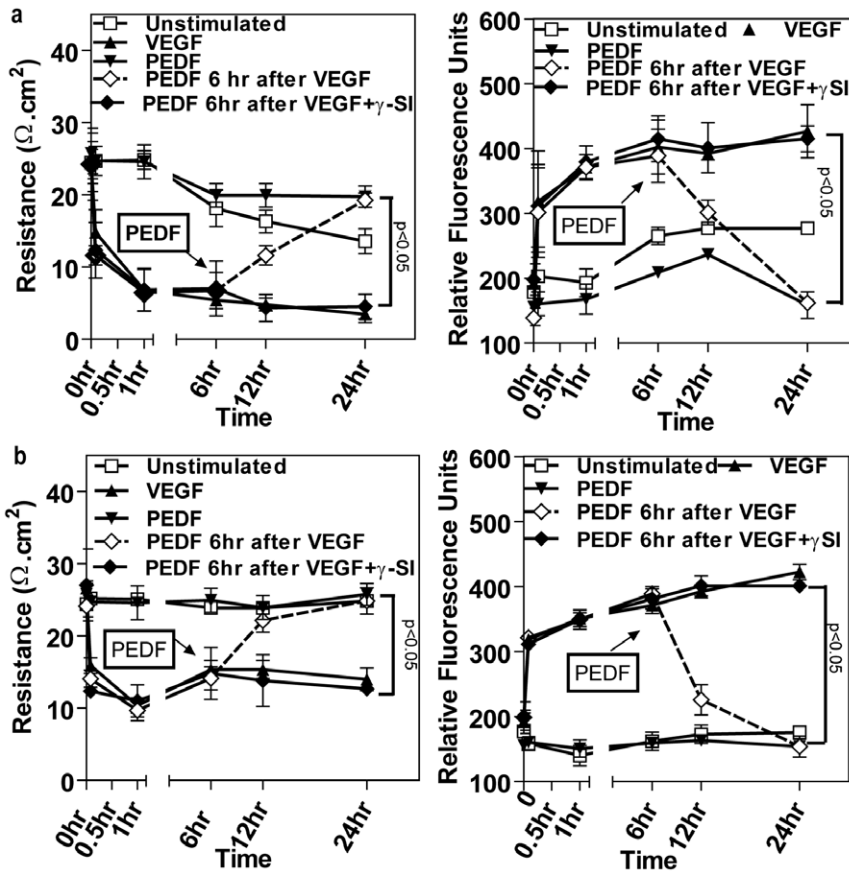 a
Resistance (Ω.cm²)
45
30
20
10
0
Unstimulated
VEGF
PEDF
PEDF 6 hr after VEGF
PEDF 6hr after VEGF+γ-SI
PEDF
p<0.05
0hr
0.5hr
1hr
6hr
12hr
24hr
Time
Relative Fluorescence Units
600
500
400
300
200
100
Unstimulated VEGF
PEDF
PEDF 6hr after VEGF
PEDF 6hr after VEGF+γSI
PEDF
p<0.05
0hr
0.5hr
1hr
6hr
12hr
24hr
Time
b
Resistance (Ω.cm²)
45
30
20
10
0
Unstimulated
VEGF
PEDF
PEDF 6hr after VEGF
PEDF 6hr after VEGF+γ-SI
PEDF
p<0.05
0hr
0.5hr
1hr
6hr
12hr
24hr
Time
Relative Fluorescence Units
600
500
400
300
200
100
Unstimulated VEGF
PEDF
PEDF 6hr after VEGF
PEDF 6hr after VEGF+γSI
PEDF
p<0.05
0
0.5hr
1hr
6hr
12hr
24hr
Time